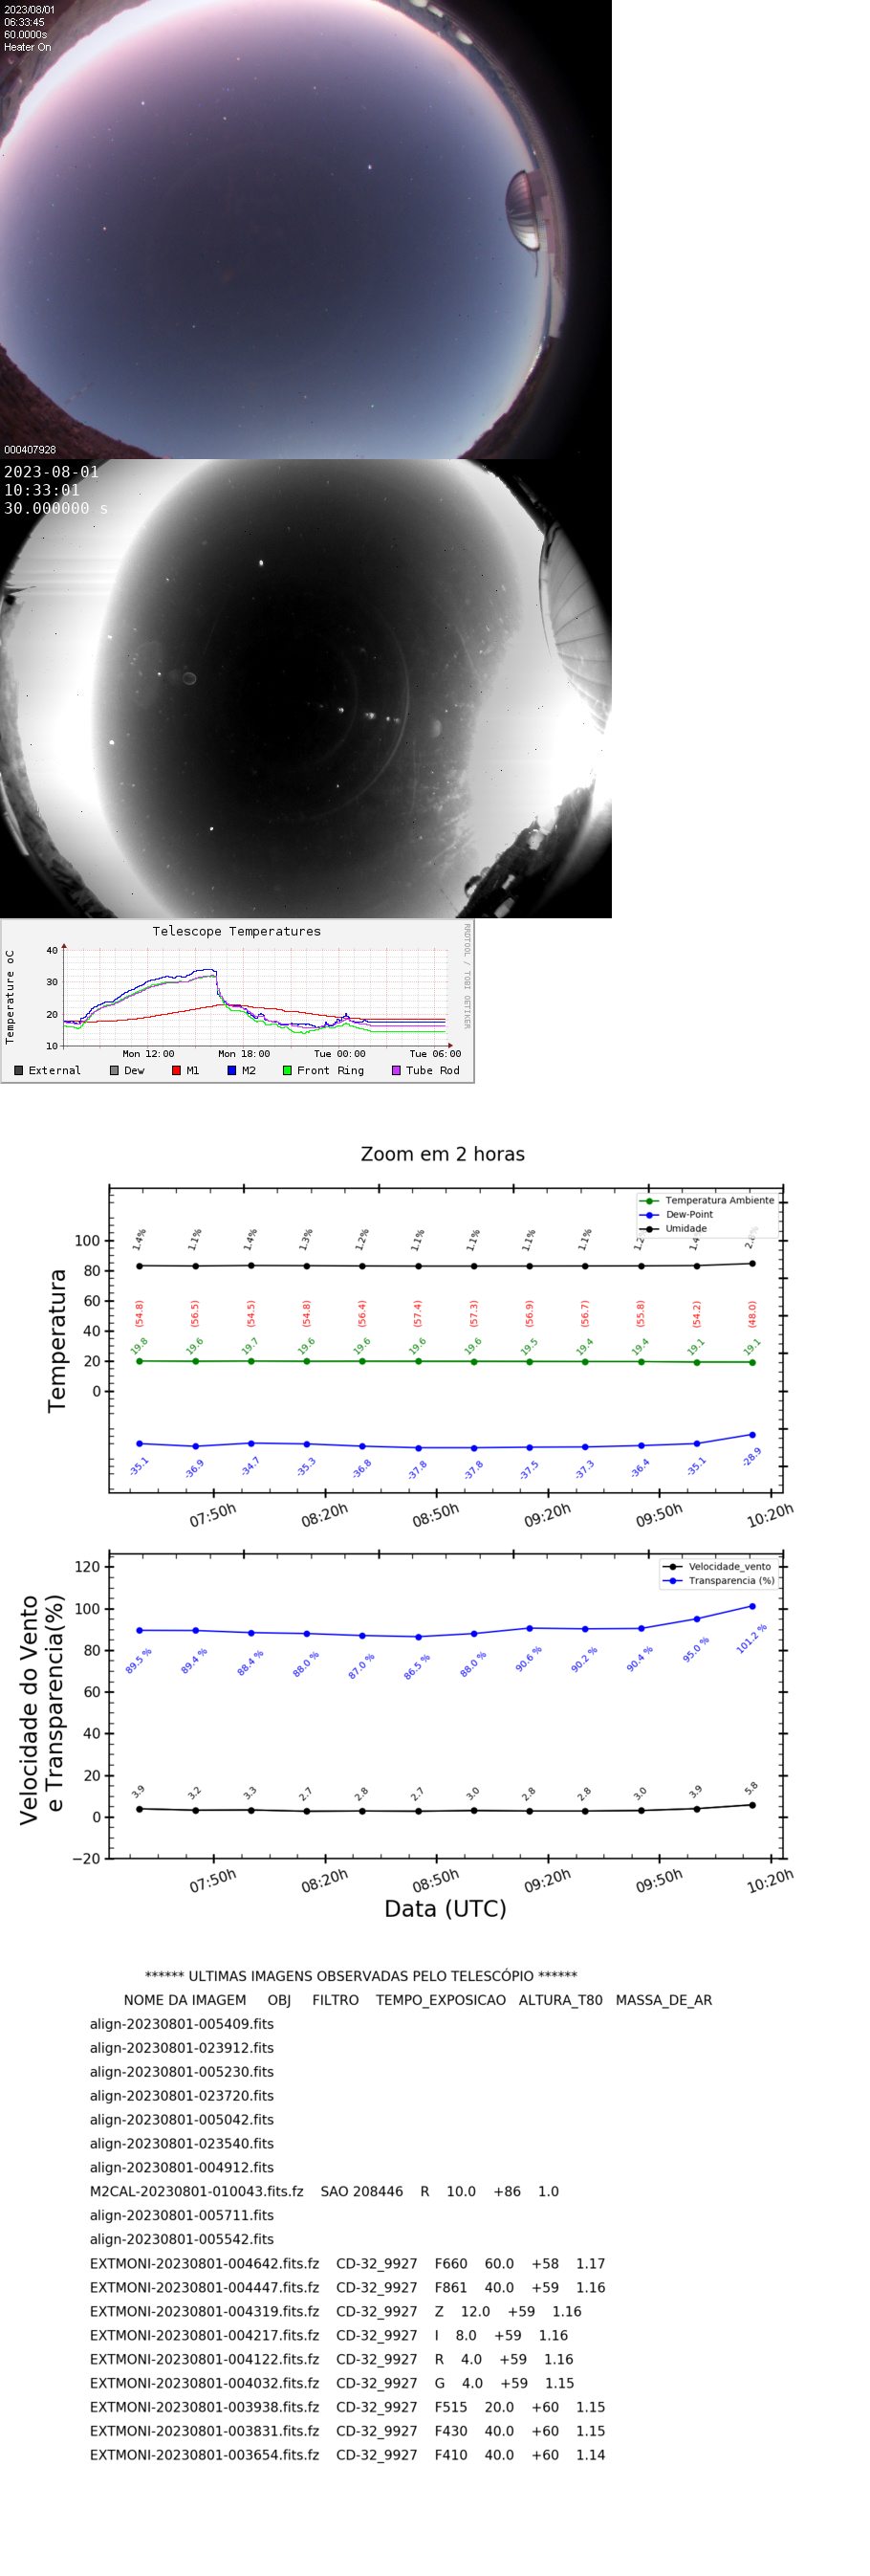 2023/08/01
06:33:45
60.0000s
Heater On
000407928
2023-08-01
10:33:01
30.000000 s
Telescope Temperatures
RRDTOOL / TOBI OETIKER
Temperature oC
40
30
20
10
Mon 12:00 Mon 18:00 Tue 00:00 Tue 06:00
External Dew M1 M2 Front Ring Tube Rod
Zoom em 2 horas
Temperatura Ambiente
Dew-Point
Umidade
Temperatura
100
80
60
40
20
0
1.4% 1.1% 1.4% 1.3% 1.2% 1.1% 1.1% 1.1% 1.1%
(54.8) (56.5) (54.5) (54.8) (56.4) (57.4) (57.3) (56.9) (56.7) (55.8) (54.2) (48.0)
19.8 19.6 19.7 19.6 19.6 19.6 19.6 19.5 19.4 19.4 19.1 19.1
-35.1 -36.9 -34.7 -35.3 -36.8 -37.8 -37.8 -37.5 -37.3 -36.4 -35.1 -28.9
07:50h 08:20h 08:50h 09:20h 09:50h 10:20h
Velocidade_vento
Transparencia (%)
Velocidade do Vento
e Transparencia(%)
120
100
80
60
40
20
0
−20
89.5 % 89.4 % 88.4 % 88.0 % 87.0 % 86.5 % 88.0 % 90.6 % 90.2 % 90.4 % 95.0 % 101.2 %
3.9 3.2 3.3 2.7 2.8 2.7 3.0 2.8 2.8 3.0 3.9 5.8
07:50h 08:20h 08:50h 09:20h 09:50h 10:20h
Data (UTC)
****** ULTIMAS IMAGENS OBSERVADAS PELO TELESCÓPIO ******
NOME DA IMAGEM OBJ FILTRO TEMPO_EXPOSICAO ALTURA_T80 MASSA_DE_AR
align-20230801-005409.fits
align-20230801-023912.fits
align-20230801-005230.fits
align-20230801-023720.fits
align-20230801-005042.fits
align-20230801-023540.fits
align-20230801-004912.fits
M2CAL-20230801-010043.fits.fz SAO 208446 R 10.0 +86 1.0
align-20230801-005711.fits
align-20230801-005542.fits
EXTMONI-20230801-004642.fits.fz CD-32_9927 F660 60.0 +58 1.17
EXTMONI-20230801-004447.fits.fz CD-32_9927 F861 40.0 +59 1.16
EXTMONI-20230801-004319.fits.fz CD-32_9927 Z 12.0 +59 1.16
EXTMONI-20230801-004217.fits.fz CD-32_9927 I 8.0 +59 1.16
EXTMONI-20230801-004122.fits.fz CD-32_9927 R 4.0 +59 1.16
EXTMONI-20230801-004032.fits.fz CD-32_9927 G 4.0 +59 1.15
EXTMONI-20230801-003938.fits.fz CD-32_9927 F515 20.0 +60 1.15
EXTMONI-20230801-003831.fits.fz CD-32_9927 F430 40.0 +60 1.15
EXTMONI-20230801-003654.fits.fz CD-32_9927 F410 40.0 +60 1.14